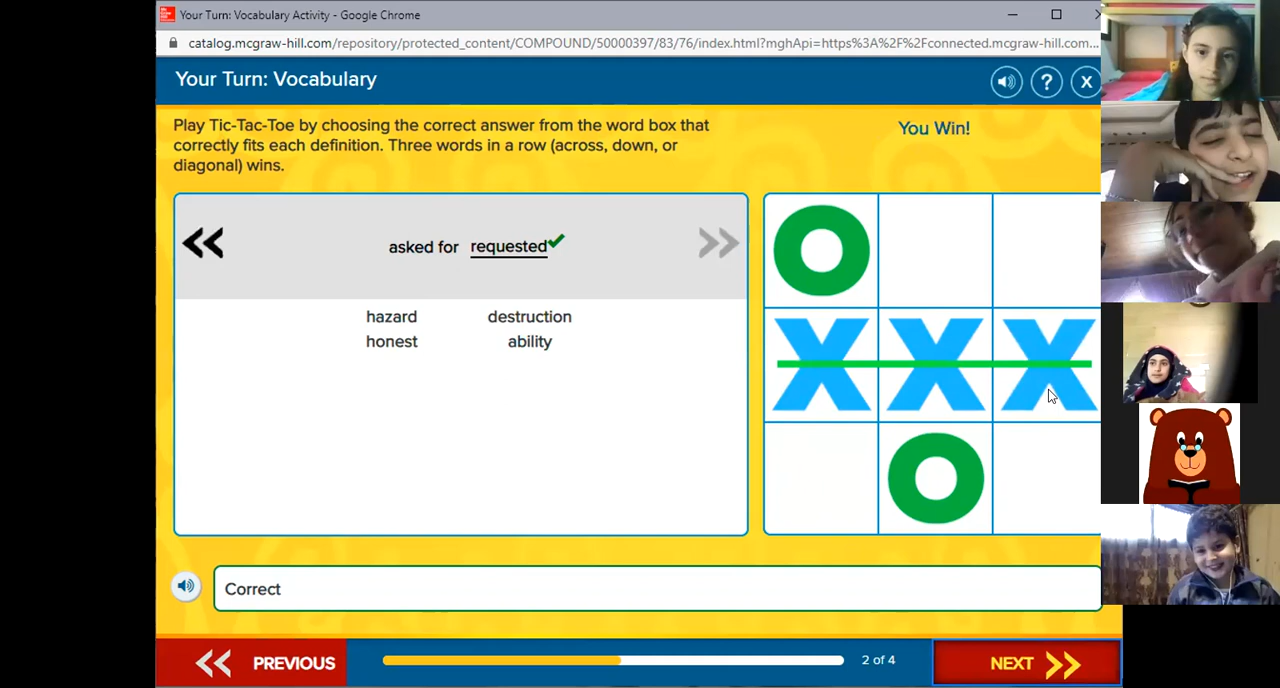 Your Turn: Vocabulary Activity - Google Chrome
catalog.mcgraw-hill.com/repository/protected_content/COMPOUND/50000397/83/76/index.html?mghApi=https%3A%2F%2Fconnected.mcgraw-hill.com...
Your Turn: Vocabulary
? X
Play Tic-Tac-Toe by choosing the correct answer from the word box that
correctly fits each definition. Three words in a row (across, down, or
diagonal) wins.
You Win!
asked for requested
hazard destruction
honest ability
O
X X X
O
Correct
PREVIOUS
2 of 4
NEXT